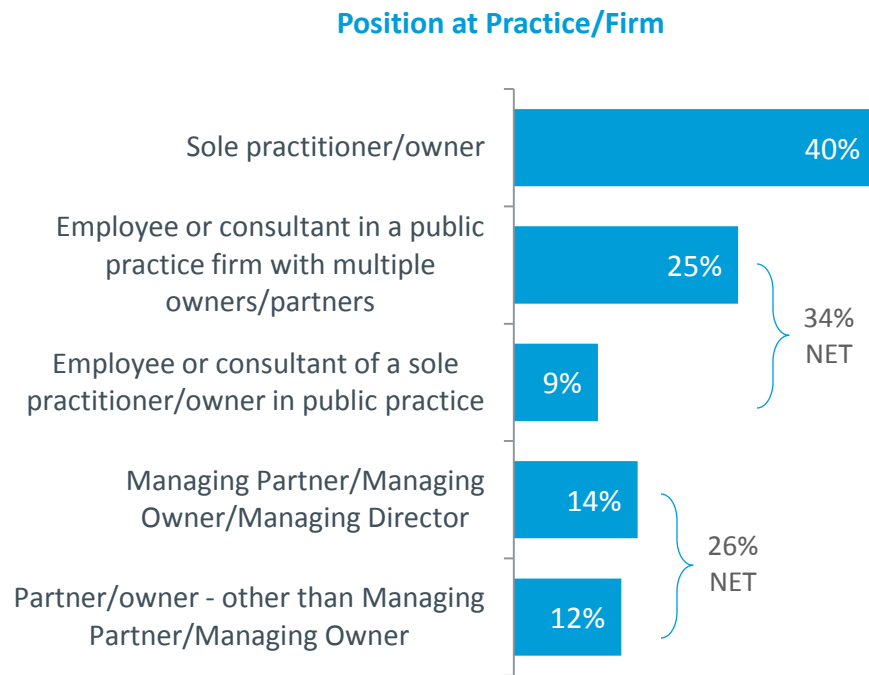 Position at Practice/Firm
Sole practitioner/owner
40%
Employee or consultant in a public
practice firm with multiple
owners/partners
25%
Employee or consultant of a sole
practitioner/owner in public practice
9%
34%
NET
Managing Partner/Managing
Owner/Managing Director
14%
Partner/owner - other than Managing
Partner/Managing Owner
12%
26%
NET